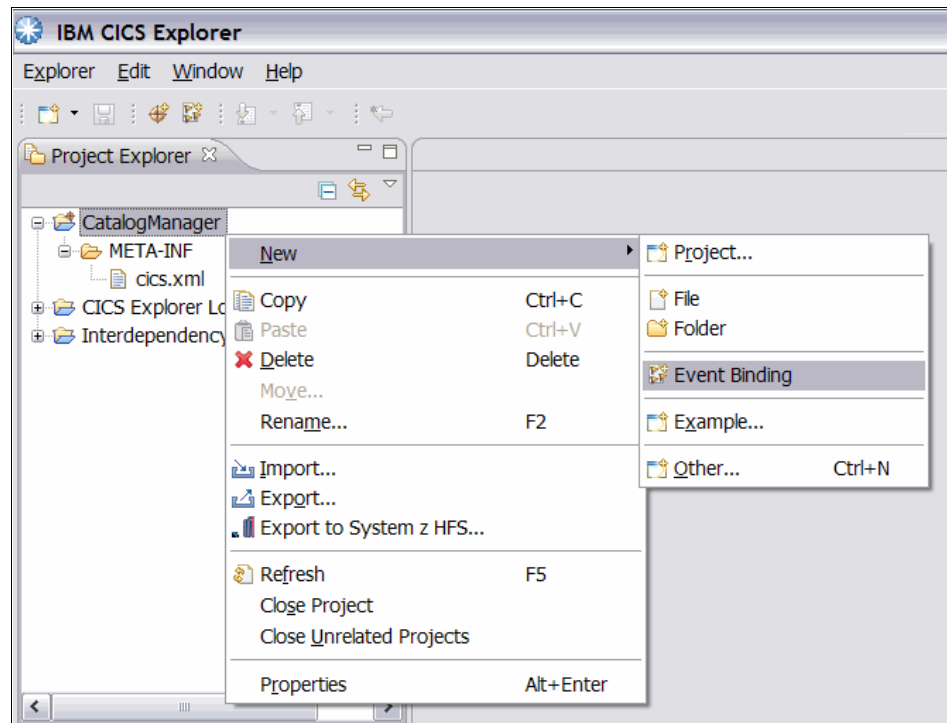 IBM CICS Explorer
Explorer Edit Window Help
Project Explorer
CatalogManager
META-INF
cics.xml
CICS Explorer Lo
Interdependency
New
Copy Ctrl+C
Paste Ctrl+V
Delete Delete
Move...
Rename... F2
Import...
Export...
Export to System z HFS...
Refresh F5
Close Project
Close Unrelated Projects
Properties Alt+Enter
Project...
File
Folder
Event Binding
Example...
Other... Ctrl+N